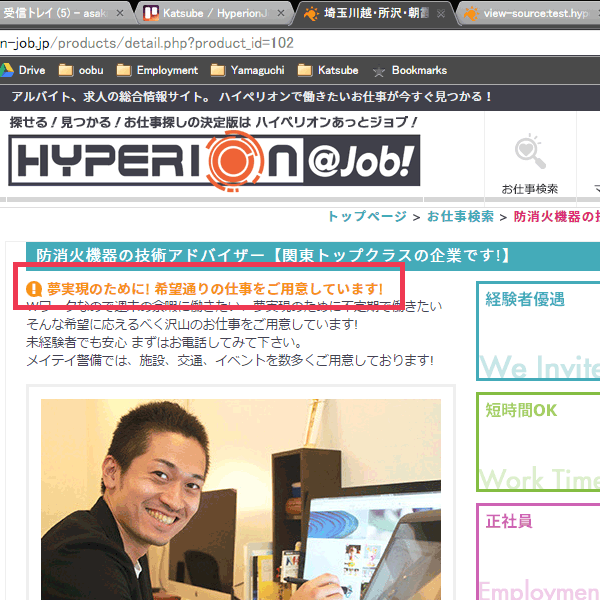 受信トレイ (5) - asak
Katsube / HyperionJ
埼玉川越・所沢・朝霞
view-source:test.hyp
n-job.jp/products/detail.php?product_id=102
Drive
oobu
Employment
Yamaguchi
Katsube
Bookmarks
アルバイト、求人の総合情報サイト。 ハイペリオンで働きたいお仕事が今すぐ見つかる！
探せる！見つかる！お仕事探しの決定版は ハイペリオンあっとジョブ！
HYPERION @Job!
お仕事検索
トップページ > お仕事検索 > 防消火機器の技
防消火機器の技術アドバイザー【関東トップクラスの企業です!】
夢実現のために! 希望通りの仕事をご用意しています!
Wワークなので週末の余暇に働きたい、夢実現のために不定期で働きたい
そんな希望に応えるべく沢山のお仕事をご用意しています!
未経験者でも安心 まずはお電話してみて下さい。
メイテイ警備では、施設、交通、イベントを数多くご用意しております!
経験者優遇
We Invite
短時間OK
Work Time
正社員
Employmen